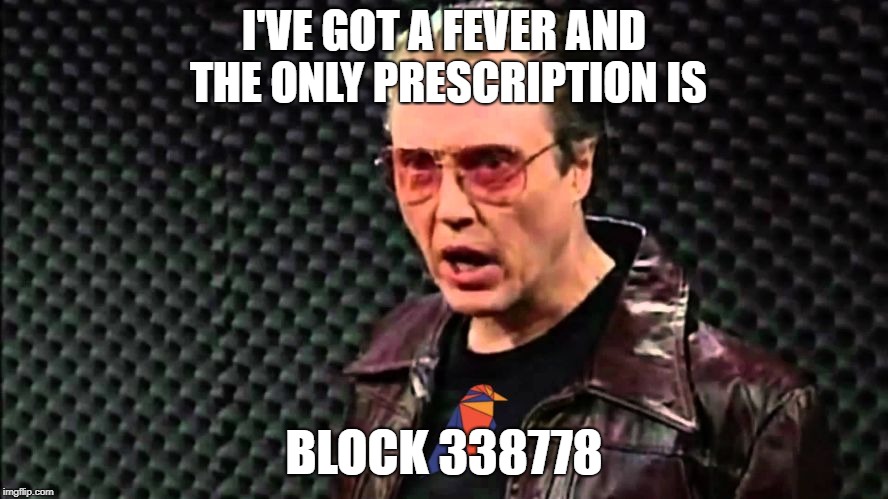 I'VE GOT A FEVER AND
THE ONLY PRESCRIPTION IS
BLOCK 338778
imgflip.com